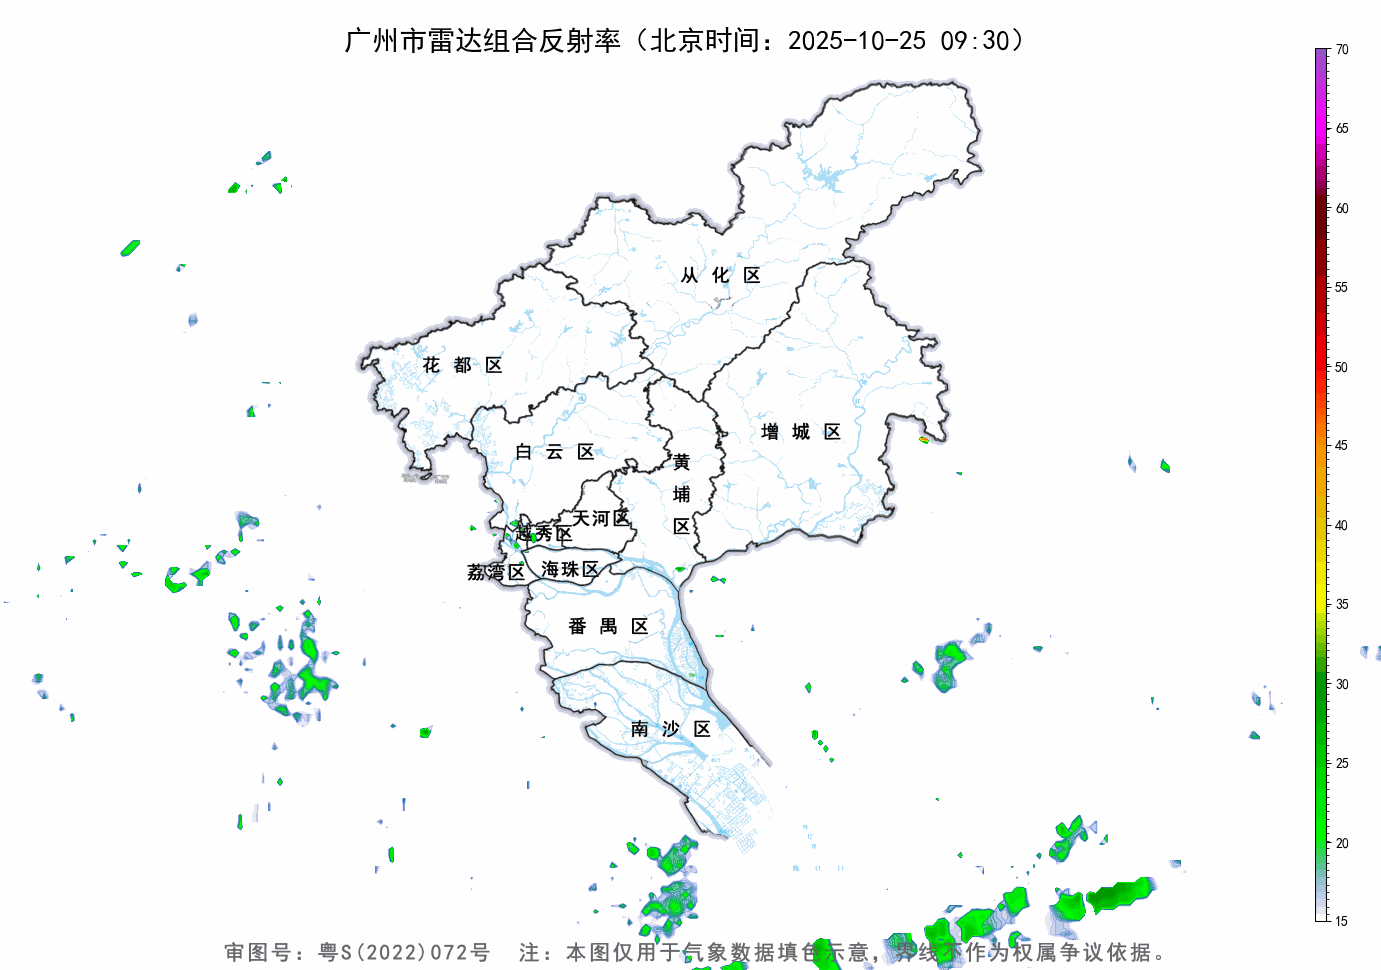 广州市雷达组合反射率（北京时间：2025-10-25 09:30）
70
65
60
55
50
45
40
35
30
25
20
15
从化区
花都区
增城区
白云区
黄埔区
天河区
越秀区
荔湾区
海珠区
番禺区
南沙区
审图号：粤S(2022)072号 注：本图仅用于气象数据填色示意，界线不作为权属争议依据。